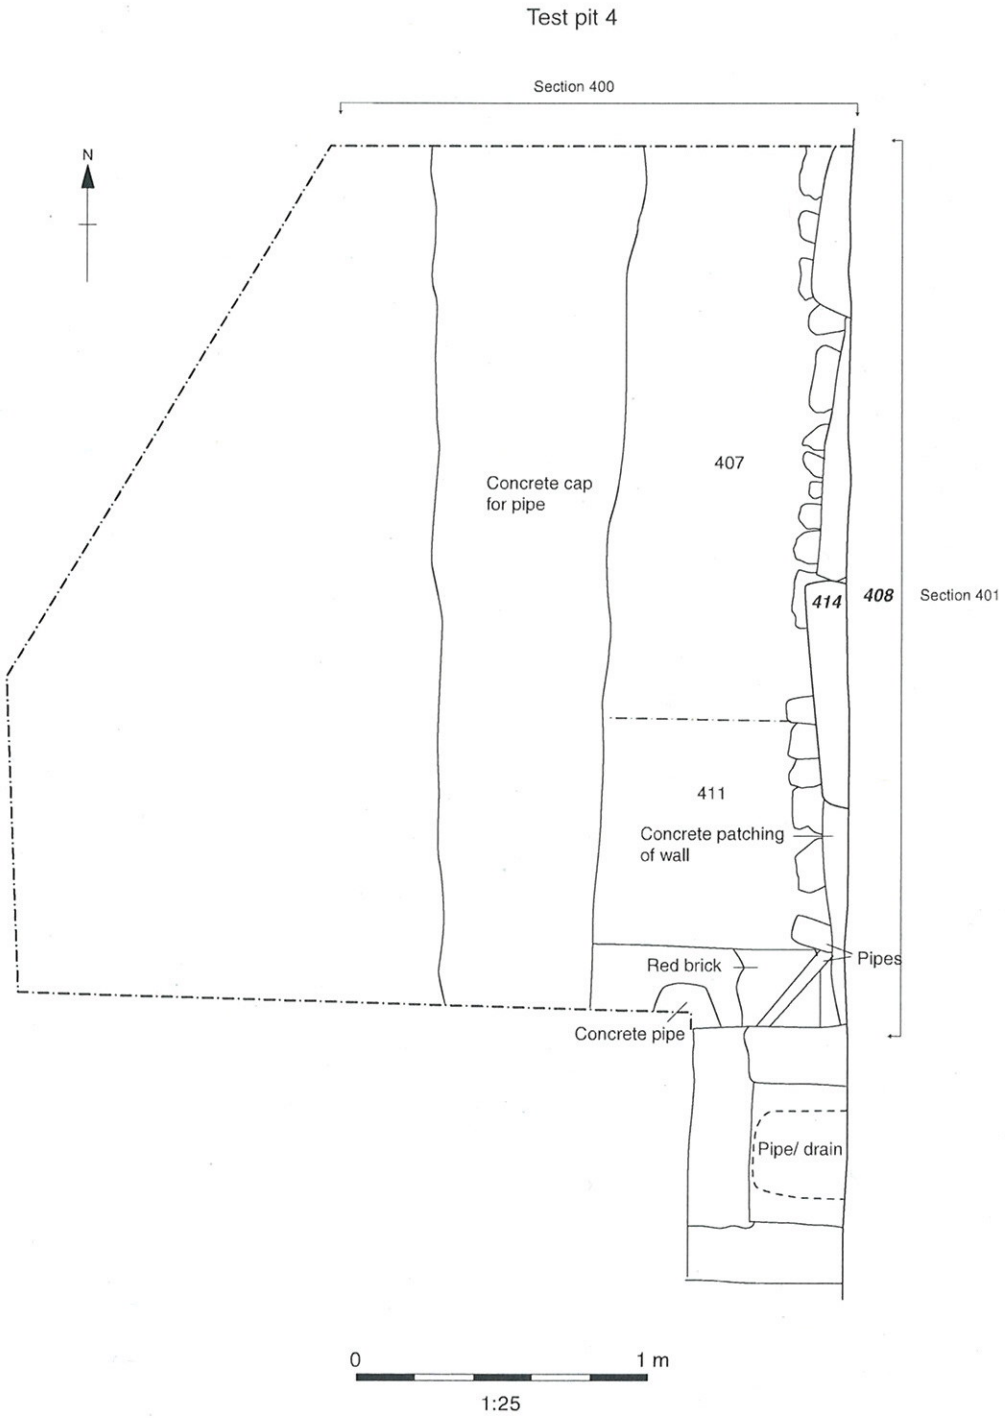 Test pit 4
Section 400
N
407
Concrete cap
for pipe
414
408
Section 401
411
Concrete patching
of wall
Red brick
Pipes
Concrete pipe
Pipe/ drain
0
1 m
1:25